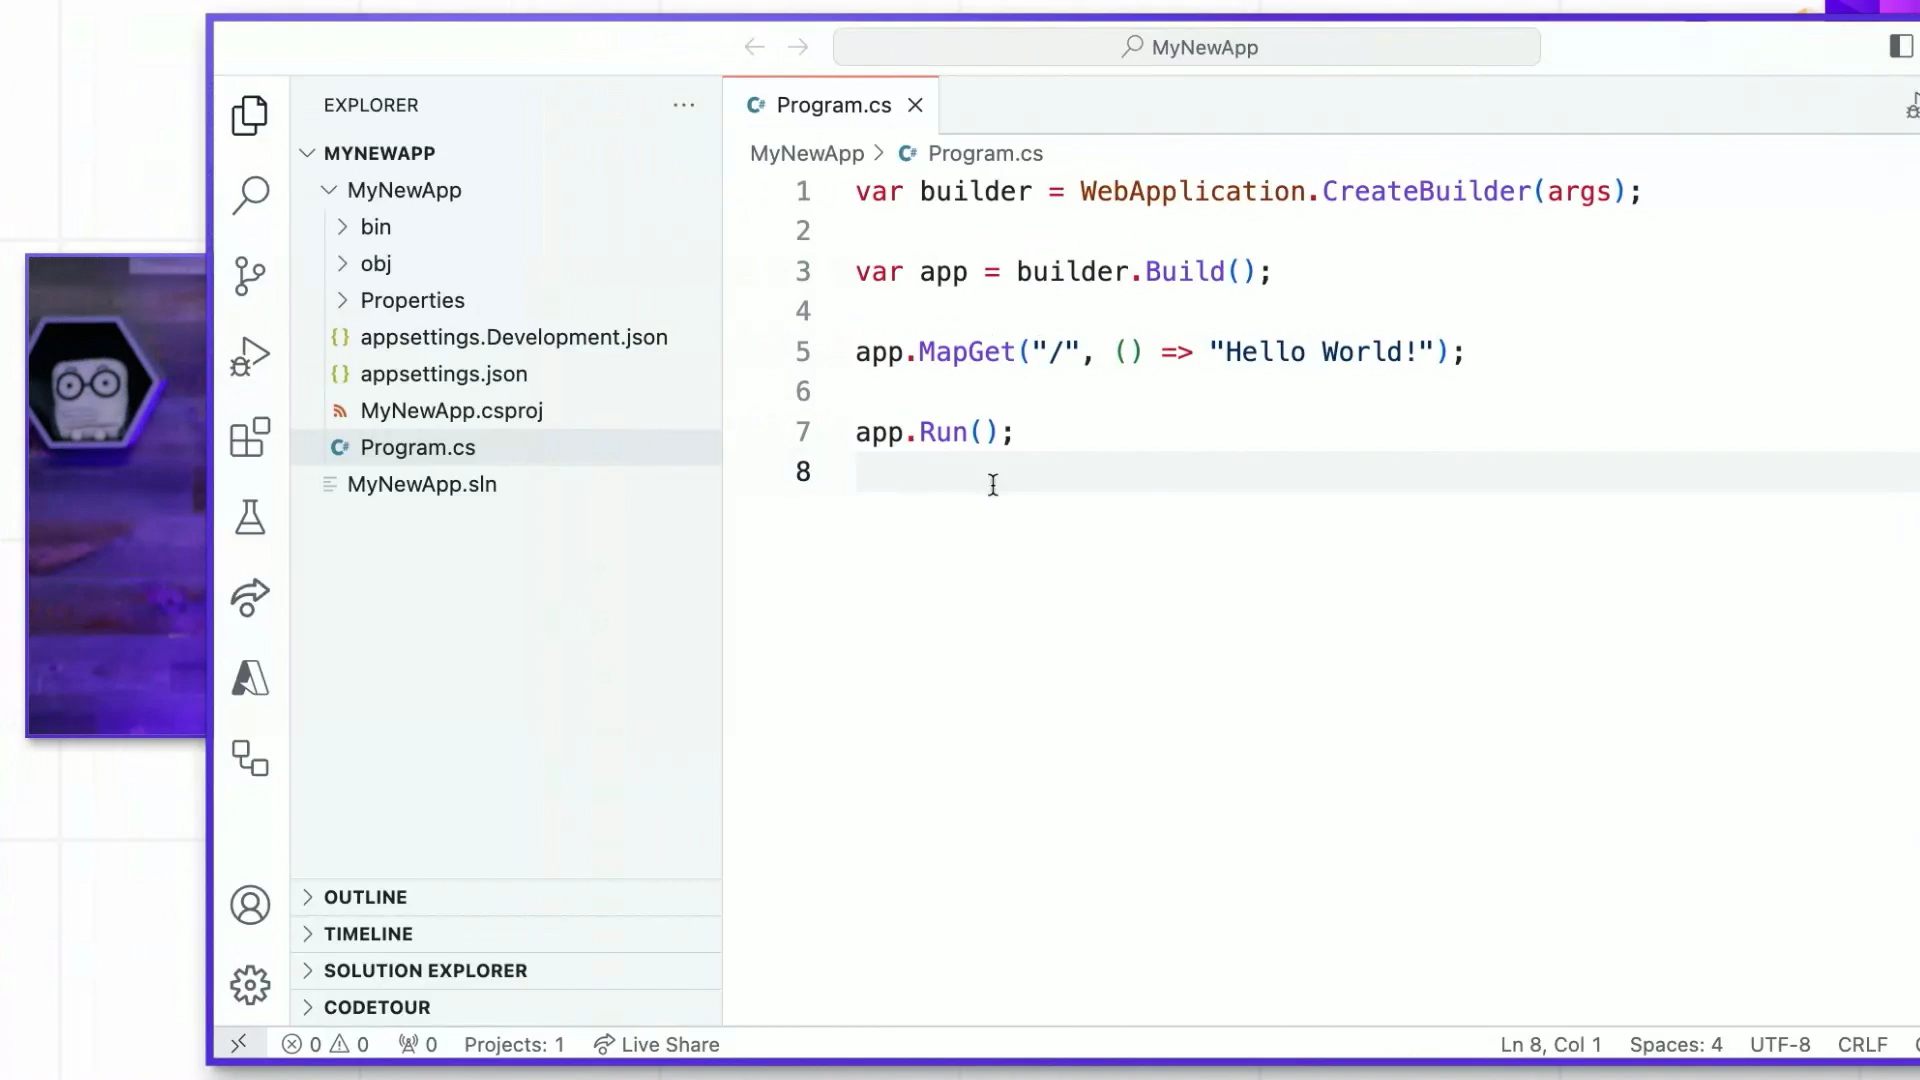 MyNewApp
EXPLORER
MYNEWAPP
MyNewApp
bin
obj
Properties
{} appsettings.Development.json
{} appsettings.json
MyNewApp.csproj
C# Program.cs
MyNewApp.sln
OUTLINE
TIMELINE
SOLUTION EXPLORER
CODETOUR
C# Program.cs
MyNewApp > C# Program.cs
1 var builder = WebApplication.CreateBuilder(args);
2
3 var app = builder.Build();
4
5 app.MapGet("/", () => "Hello World!");
6
7 app.Run();
8
0 0 0 Projects: 1 Live Share Ln 8, Col 1 Spaces: 4 UTF-8 CRLF